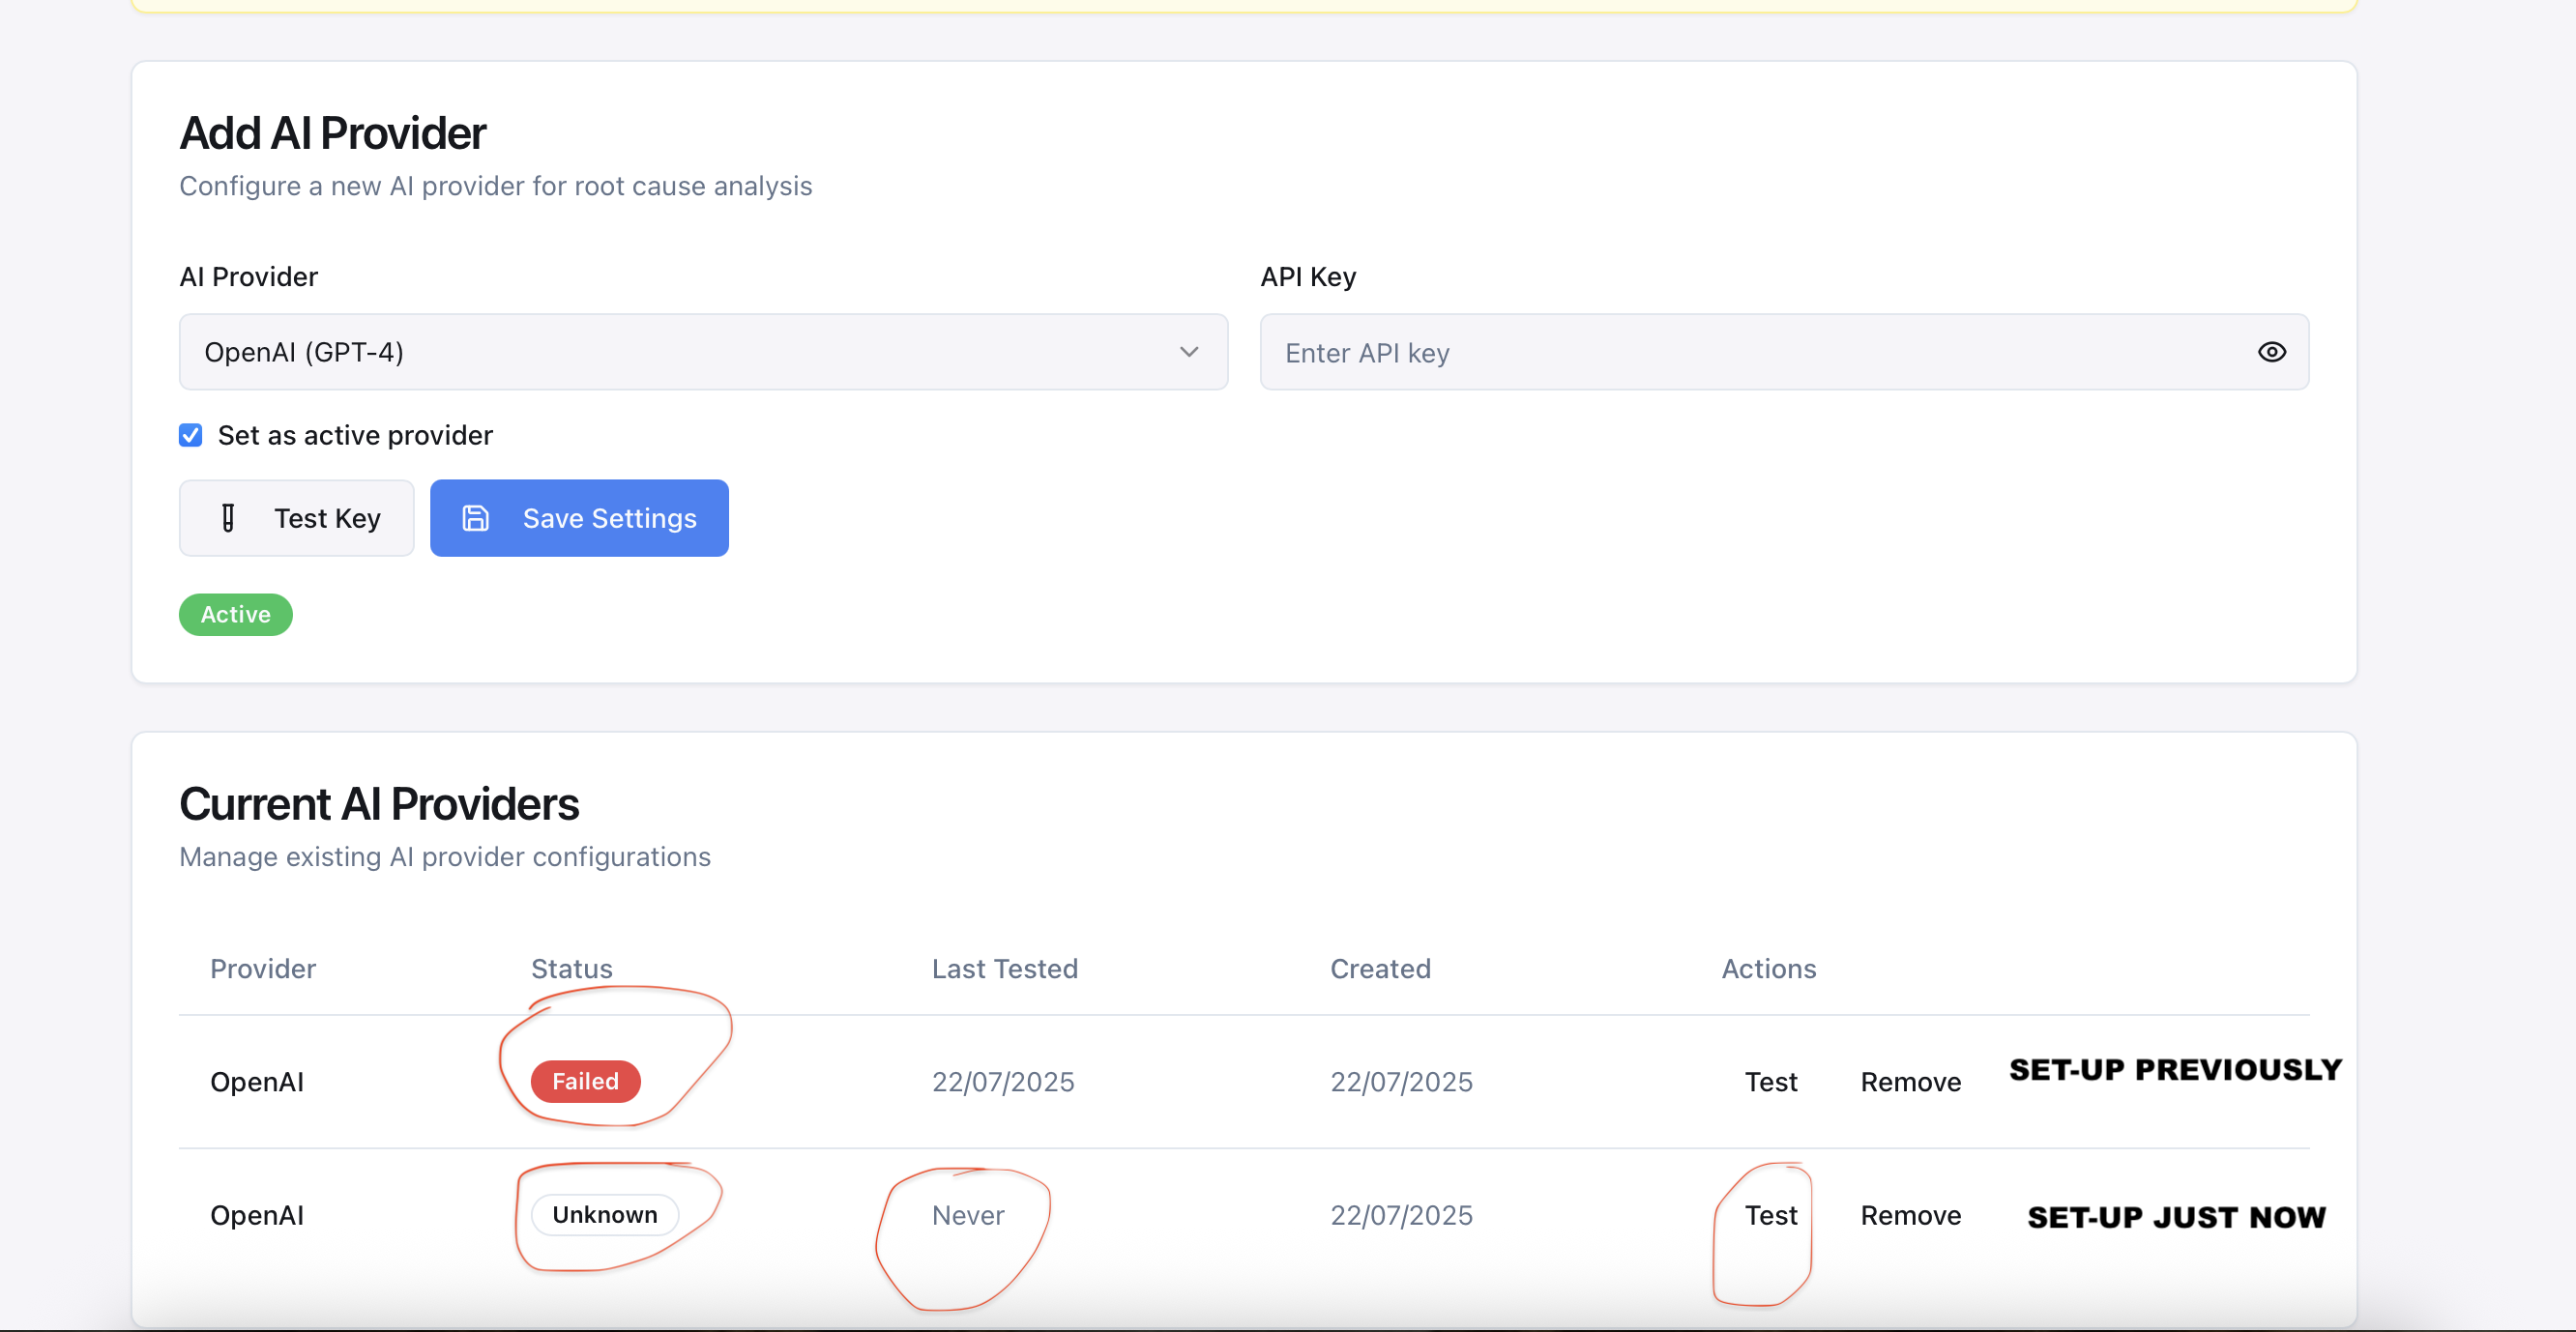 Add AI Provider
Configure a new AI provider for root cause analysis
AI Provider
API Key
OpenAI (GPT-4)
Enter API key
Set as active provider
Test Key
Save Settings
Active
Current AI Providers
Manage existing AI provider configurations
Provider Status Last Tested Created Actions
OpenAI Failed 22/07/2025 22/07/2025 Test Remove SET-UP PREVIOUSLY
OpenAI Unknown Never 22/07/2025 Test Remove SET-UP JUST NOW